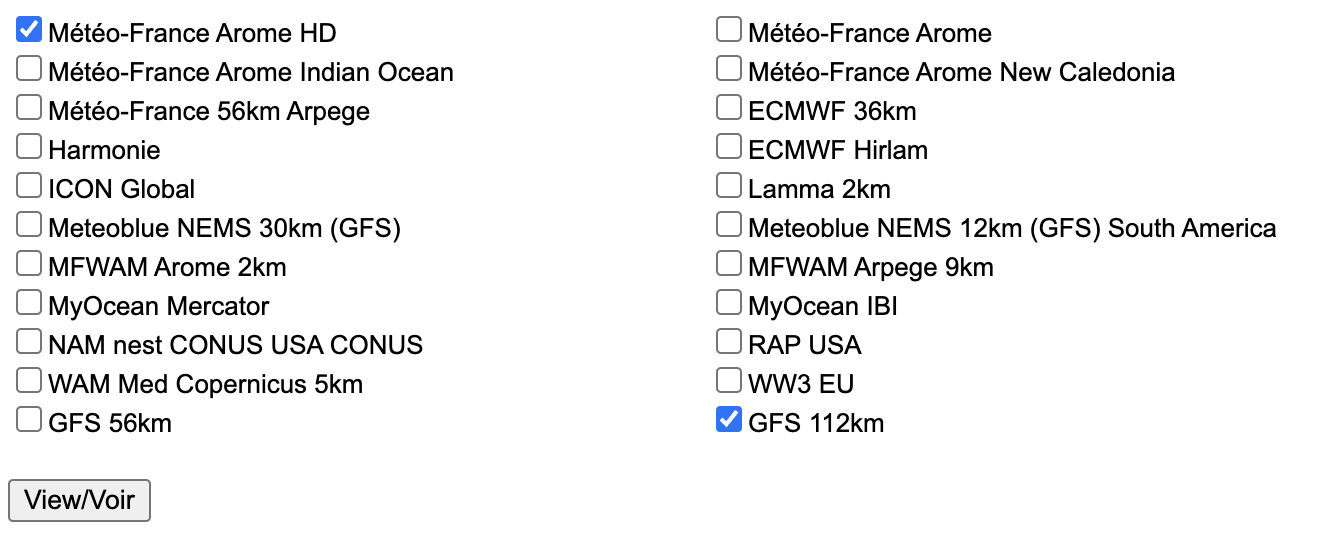 Météo-France Arome HD
Météo-France Arome
Météo-France Arome Indian Ocean
Météo-France Arome New Caledonia
Météo-France 56km Arpege
ECMWF 36km
Harmonie
ECMWF Hirlam
ICON Global
Lamma 2km
Meteoblue NEMS 30km (GFS)
Meteoblue NEMS 12km (GFS) South America
MFWAM Arome 2km
MFWAM Arpege 9km
MyOcean Mercator
MyOcean IBI
NAM nest CONUS USA CONUS
RAP USA
WAM Med Copernicus 5km
WW3 EU
GFS 56km
GFS 112km
View/Voir